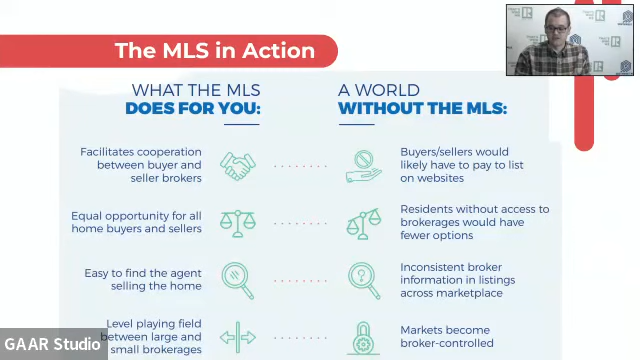 The MLS in Action
WHAT THE MLS
DOES FOR YOU:
A WORLD
WITHOUT THE MLS:
Facilitates cooperation
between buyer and
seller brokers
Buyers/sellers would
likely have to pay to list
on websites
Equal opportunity for all
home buyers and sellers
Residents without access to
brokerages would have
fewer options
Easy to find the agent
selling the home
Inconsistent broker
information in listings
across marketplace
Level playing field
between large and
small brokerages
Markets become
broker-controlled
GAAR Studio